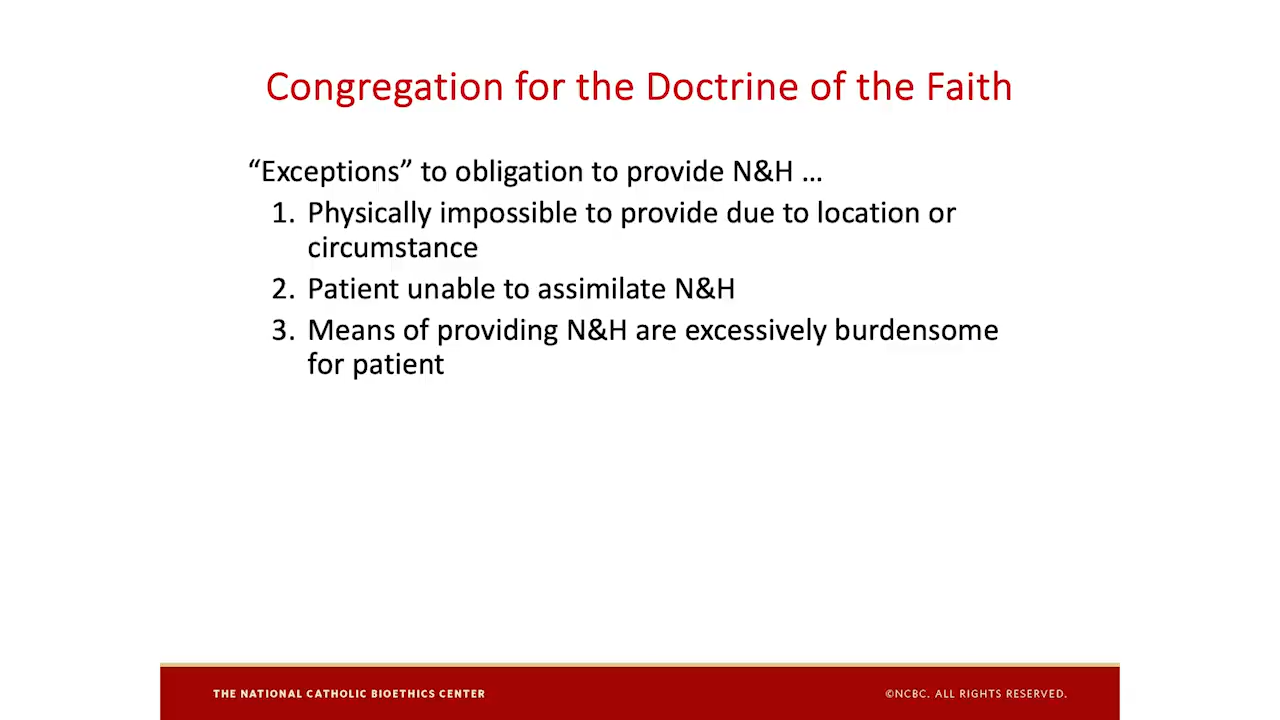 Congregation for the Doctrine of the Faith
“Exceptions” to obligation to provide N&H …
1. Physically impossible to provide due to location or
circumstance
2. Patient unable to assimilate N&H
3. Means of providing N&H are excessively burdensome
for patient
THE NATIONAL CATHOLIC BIOETHICS CENTER
©NCBC. ALL RIGHTS RESERVED.